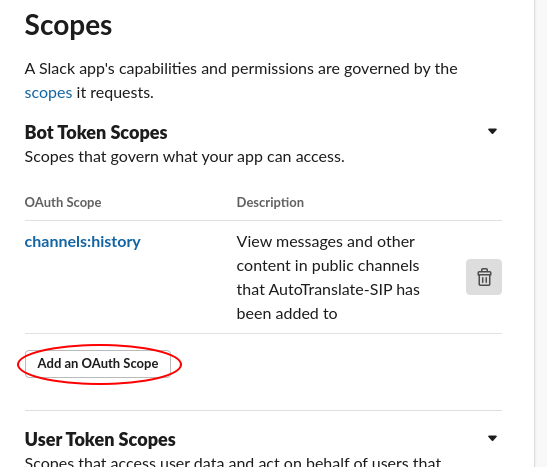 Scopes
A Slack app's capabilities and permissions are governed by the
scopes it requests.
Bot Token Scopes
Scopes that govern what your app can access.
OAuth Scope Description
channels:history View messages and other
content in public channels
that AutoTranslate-SIP has
been added to
Add an OAuth Scope
User Token Scopes
Scopes that access user data and act on behalf of users that